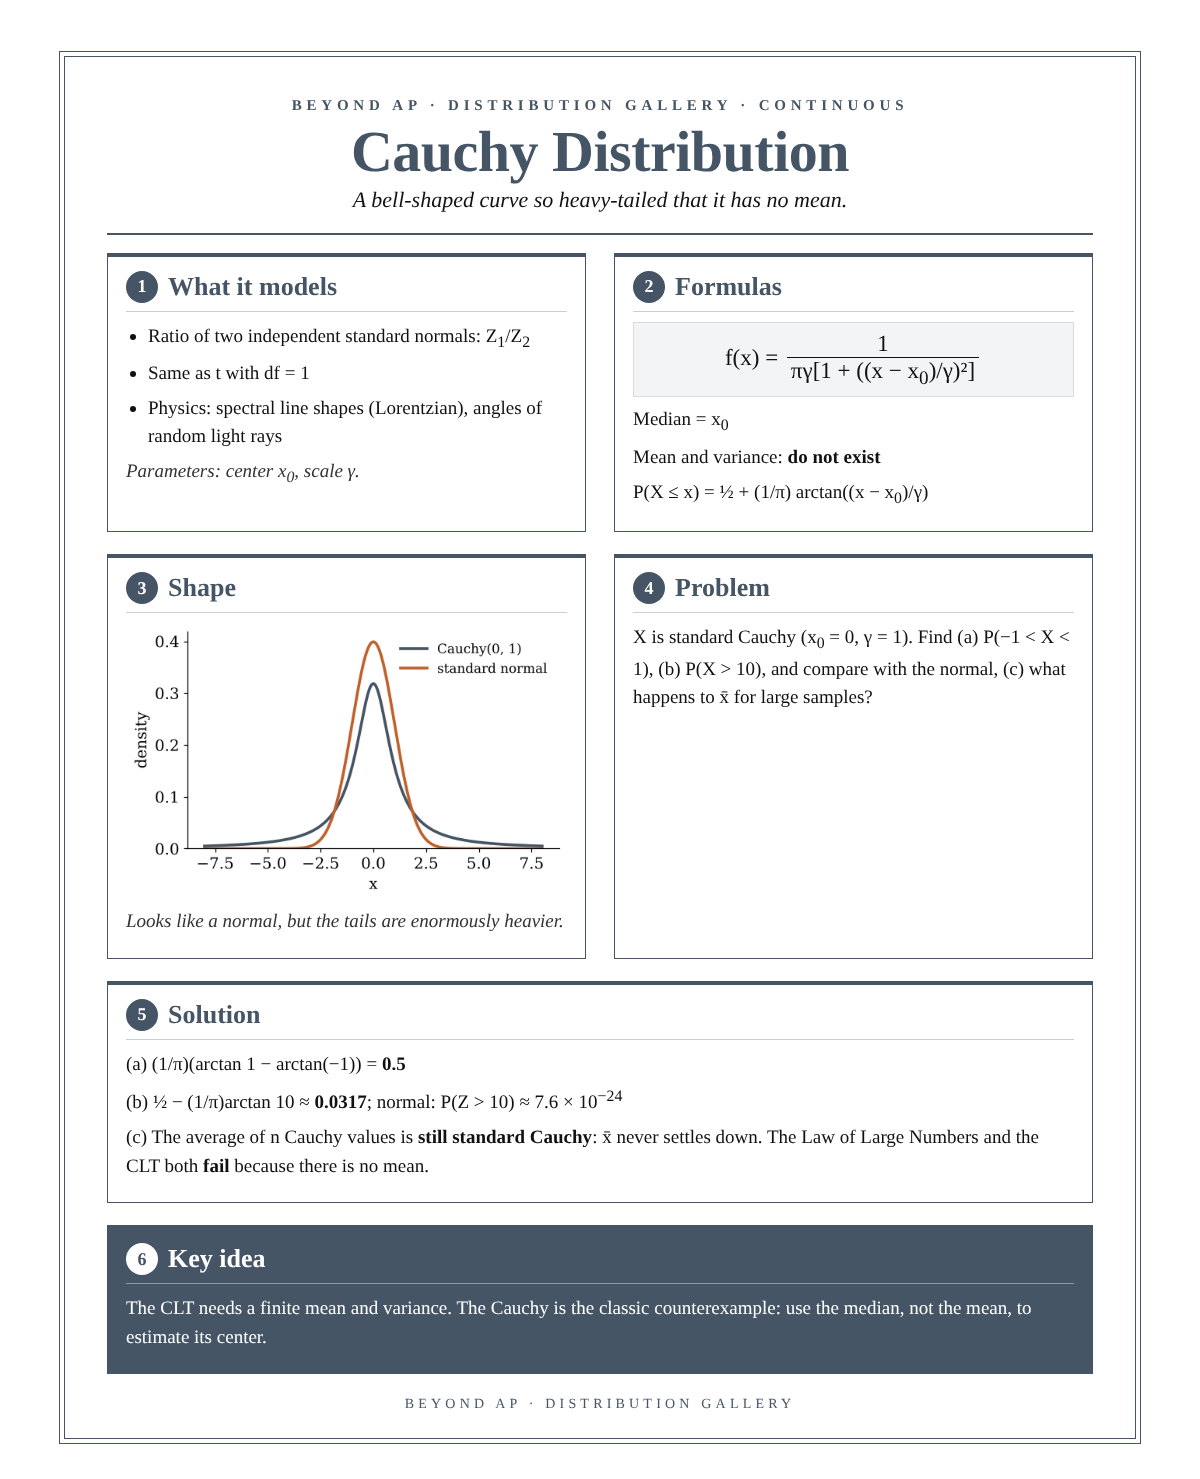 BEYOND AP · DISTRIBUTION GALLERY · CONTINUOUS
Cauchy Distribution
A bell-shaped curve so heavy-tailed that it has no mean.
1 What it models
• Ratio of two independent standard normals: Z₁/Z₂
• Same as t with df = 1
• Physics: spectral line shapes (Lorentzian), angles of
random light rays
Parameters: center x₀, scale γ.
2 Formulas
f(x) = 1
πγ[1 + ((x − x₀)/γ)²]
Median = x₀
Mean and variance: do not exist
P(X ≤ x) = ½ + (1/π) arctan((x − x₀)/γ)
3 Shape
0.4
0.3
0.2
0.1
0.0
density
Cauchy(0, 1)
standard normal
−7.5 −5.0 −2.5 0.0 2.5 5.0 7.5
x
Looks like a normal, but the tails are enormously heavier.
4 Problem
X is standard Cauchy (x₀ = 0, γ = 1). Find (a) P(−1 < X <
1), (b) P(X > 10), and compare with the normal, (c) what
happens to x̄ for large samples?
5 Solution
(a) (1/π)(arctan 1 − arctan(−1)) = 0.5
(b) ½ − (1/π)arctan 10 ≈ 0.0317; normal: P(Z > 10) ≈ 7.6 × 10⁻²⁴
(c) The average of n Cauchy values is still standard Cauchy: x̄ never settles down. The Law of Large Numbers and the
CLT both fail because there is no mean.
6 Key idea
The CLT needs a finite mean and variance. The Cauchy is the classic counterexample: use the median, not the mean, to
estimate its center.
BEYOND AP · DISTRIBUTION GALLERY